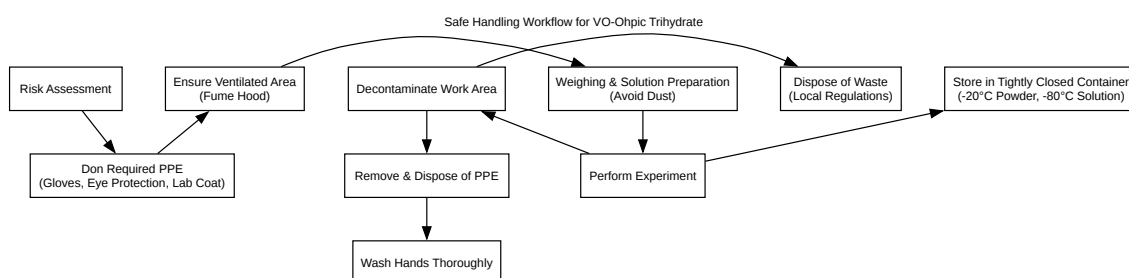 Safe Handling Workflow for VO-Ohpic Trihydrate
Risk Assessment
Ensure Ventilated Area
(Fume Hood)
Decontaminate Work Area
Weighing & Solution Preparation
(Avoid Dust)
Dispose of Waste
(Local Regulations)
Store in Tightly Closed Container
(-20°C Powder, -80°C Solution)
Don Required PPE
(Gloves, Eye Protection, Lab Coat)
Remove & Dispose of PPE
Perform Experiment
Wash Hands Thoroughly